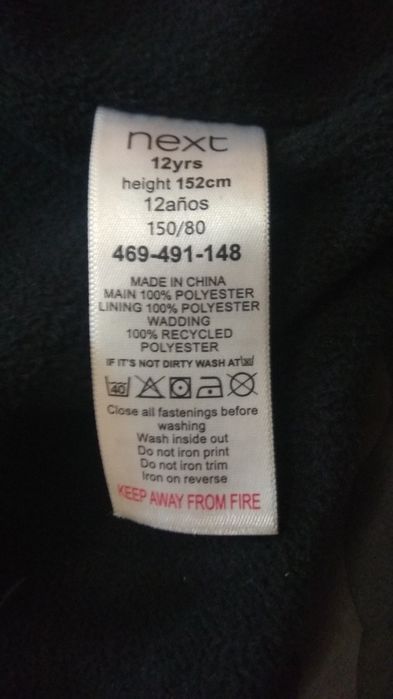 next
12yrs
height 152cm
12años
150/80
469-491-148
MADE IN CHINA
MAIN 100% POLYESTER
LINING 100% POLYESTER
WADDING
100% RECYCLED
POLYESTER
IF IT'S NOT DIRTY WASH AT
40
Close all fastenings before
washing
Wash inside out
Do not iron print
Do not iron trim
Iron on reverse
KEEP AWAY FROM FIRE